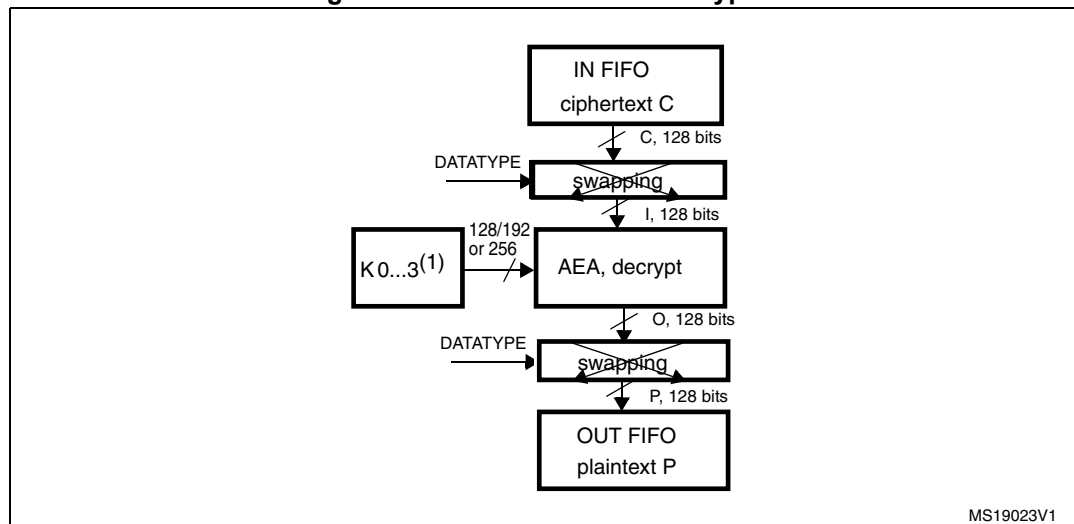 IN FIFO
ciphertext C
C, 128 bits
DATATYPE
swapping
I, 128 bits
128/192
or 256
K 0...3(1)
AEA, decrypt
O, 128 bits
DATATYPE
swapping
P, 128 bits
OUT FIFO
plaintext P
MS19023V1